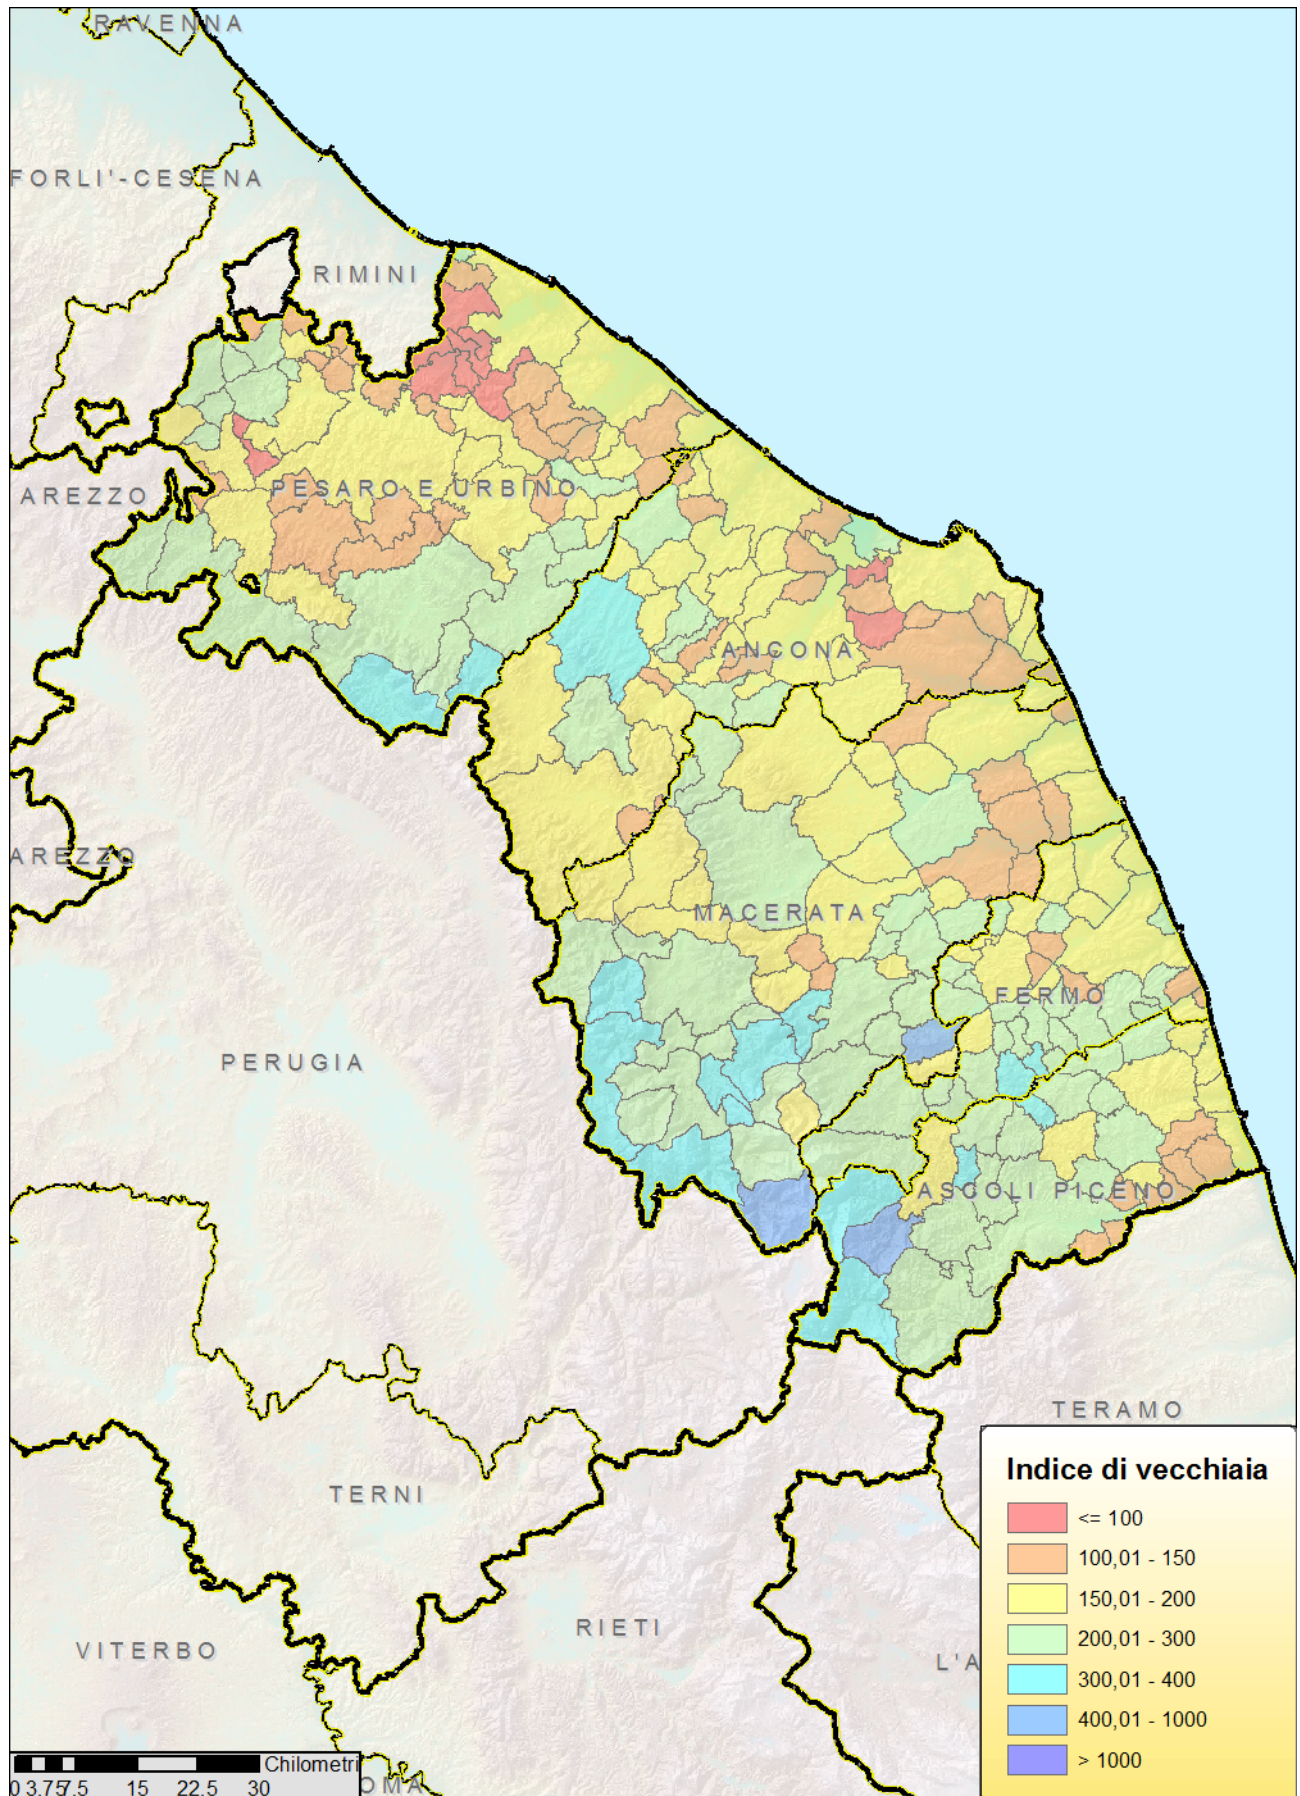 RAVENNA
FORLI'-CESENA
RIMINI
AREZZO
PESARO E URBINO
ANCONA
AREZZO
MACERATA
FERMO
PERUGIA
ASCOLI PICENO
TERAMO
TERNI
RIETI
VITERBO
L'A
OMA
Indice di vecchiaia
<= 100
100,01 - 150
150,01 - 200
200,01 - 300
300,01 - 400
400,01 - 1000
> 1000
Chilometri
0 3.757.5 15 22.5 30